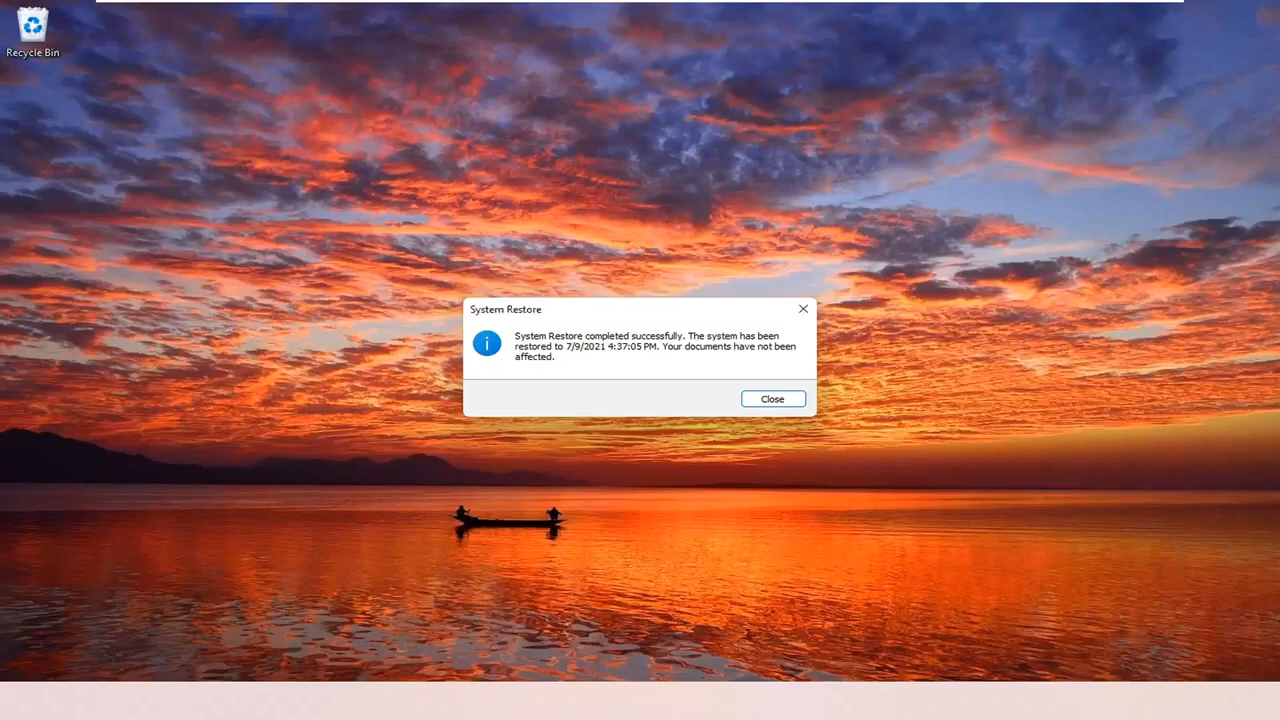 Recycle Bin
System Restore
System Restore completed successfully. The system has been
restored to 7/9/2021 4:37:05 PM. Your documents have not been
affected.
Close